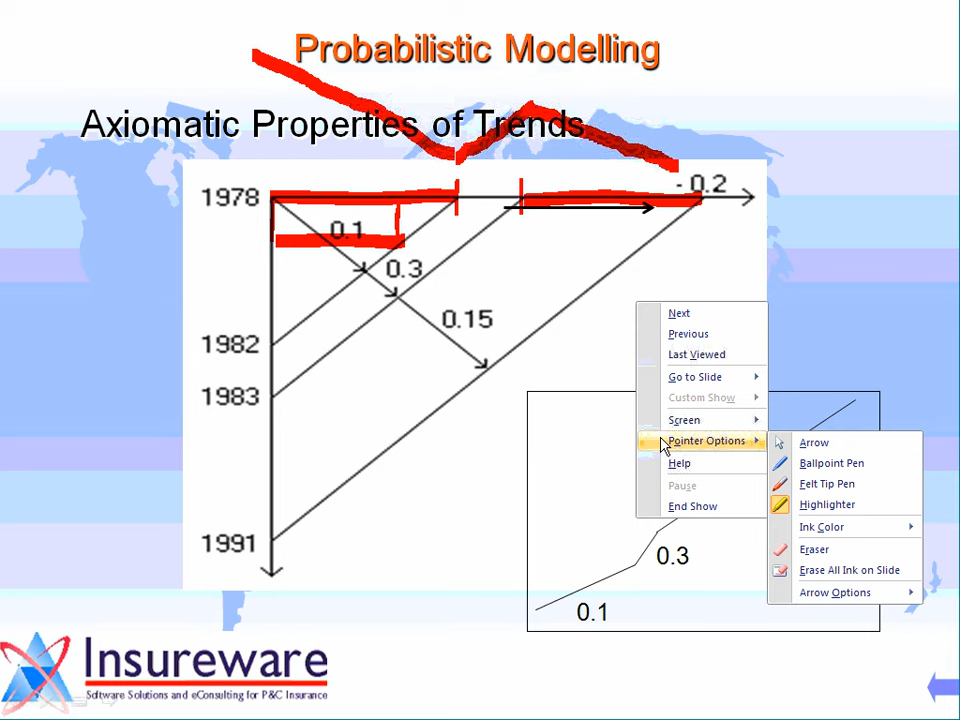 Probabilistic Modelling
Axiomatic Properties of Trends
1978
- 0.2
0.1
0.3
0.15
1982
1983
1991
Next
Previous
Last Viewed
Go to Slide
Custom Show
Screen
Pointer Options
Help
Pause
End Show
Arrow
Ballpoint Pen
Felt Tip Pen
Highlighter
Ink Color
Eraser
Erase All Ink on Slide
Arrow Options
0.3
0.1
Insureware
Software Solutions and eConsulting for P&C Insurance